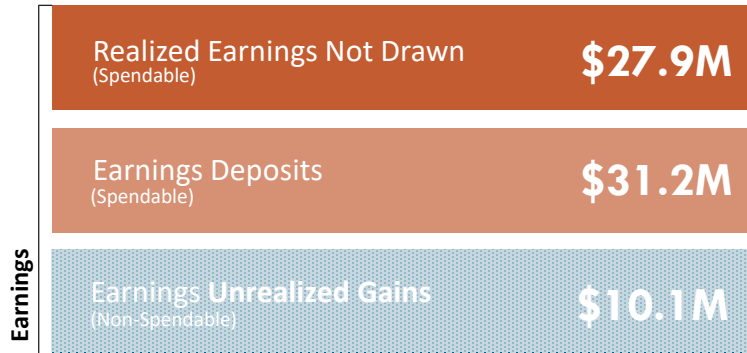 Realized Earnings Not Drawn
(Spendable)
$27.9M
Earnings Deposits
(Spendable)
$31.2M
Earnings Unrealized Gains
(Non-Spendable)
$10.1M
Earnings